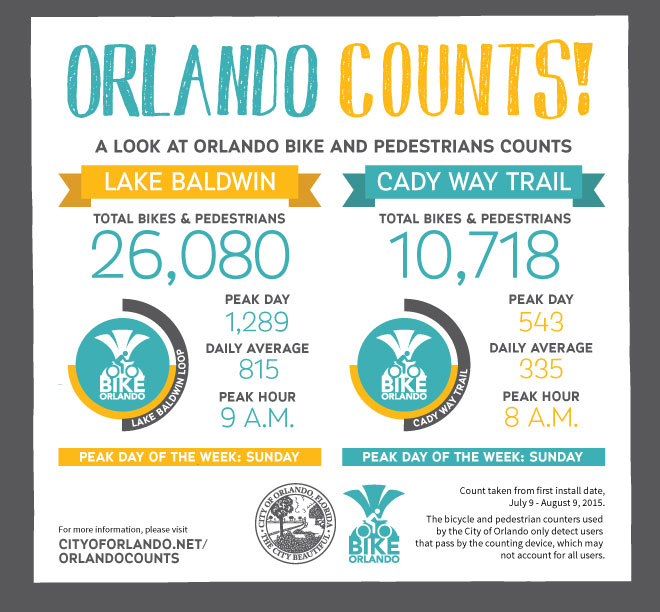 ORLANDO COUNTS!
A LOOK AT ORLANDO BIKE AND PEDESTRIANS COUNTS
LAKE BALDWIN
TOTAL BIKES & PEDESTRIANS
26,080
PEAK DAY
1,289
DAILY AVERAGE
815
PEAK HOUR
9 A.M.
BIKE
ORLANDO
LAKE BALDWIN LOOP
PEAK DAY OF THE WEEK: SUNDAY
CADY WAY TRAIL
TOTAL BIKES & PEDESTRIANS
10,718
PEAK DAY
543
DAILY AVERAGE
335
PEAK HOUR
8 A.M.
BIKE
ORLANDO
CADY WAY TRAIL
PEAK DAY OF THE WEEK: SUNDAY
For more information, please visit
CITYOFORLANDO.NET/
ORLANDOCOUNTS
CITY OF ORLANDO, FLORIDA
THE CITY BEAUTIFUL
BIKE
ORLANDO
Count taken from first install date,
July 9 - August 9, 2015.
The bicycle and pedestrian counters used
by the City of Orlando only detect users
that pass by the counting device, which may
not account for all users.